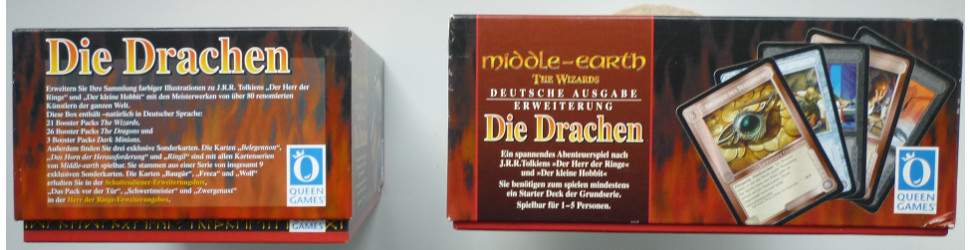 Die Drachen
Erweitern Sie Ihre Sammlung farbiger Illustrationen zu J.R.R. Tolkiens „Der Herr der
Ringe“ und „Der kleine Hobbit“ mit den Meisterwerken von über 80 renomierten
Künstlern der ganzen Welt.
Diese Box enthält –natürlich in Deutscher Sprache:
21 Booster Packs The Wizards,
26 Booster Packs The Dragons und
3 Booster Packs Dark Minions.
Außerdem finden Sie drei exklusive Sonderkarten. Die Karten „Belegennon“,
„Das Horn der Herausforderung“ und „Ringil“ sind mit allen Kartenserien
von Middle-earth spielbar. Sie stammen aus einer Serie von insgesamt 9
exklusiven Sonderkarten. Die Karten „Baugúr“, „Freca“ und „Wolf“
erhalten Sie in der Schattendiener-Erweiterungsbox,
„Das Pack vor der Tür“, „Schwertmeister“ und „Zwergenaxt“
in der Herr der Ringe-Erweiterungsbox.
QUEEN
GAMES
middle-earth
THE WIZARDS
DEUTSCHE AUSGABE
ERWEITERUNG
Die Drachen
Ein spannendes Abenteuerspiel nach
J.R.R.Tolkiens »Der Herr der Ringe«
und »Der kleine Hobbit«
Sie benötigen zum spielen mindestens
ein Starter Deck der Grundserie.
Spielbar für 1–5 Personen.
QUEEN
GAMES